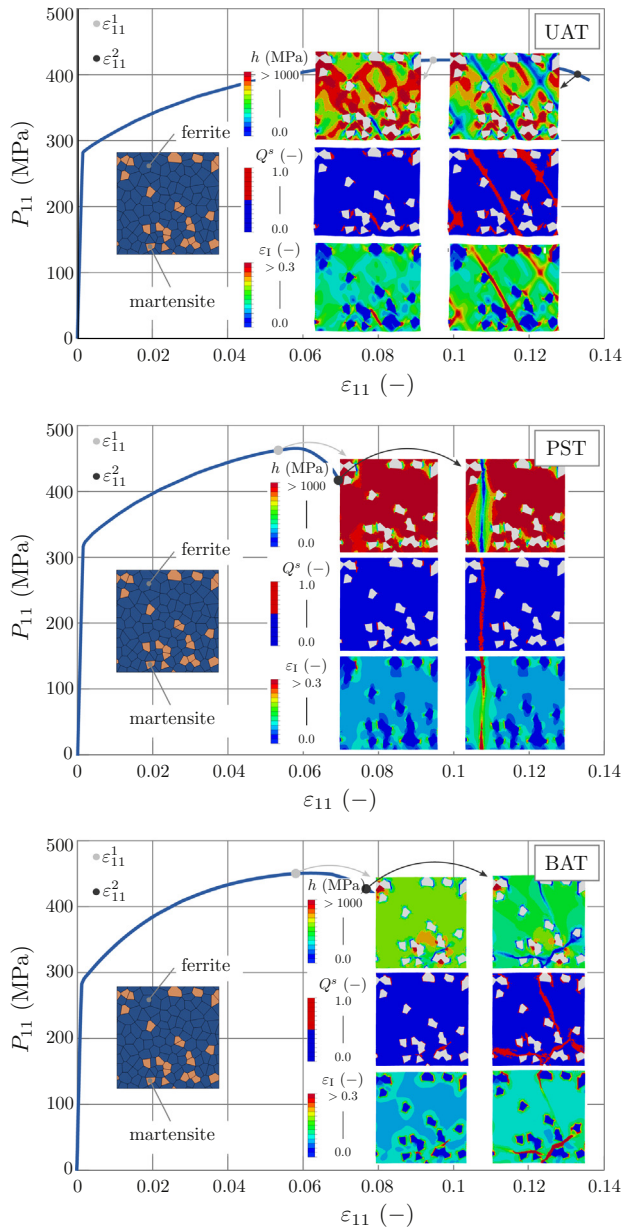 UAT
ε¹₁₁
ε²₁₁
500
400
300
200
100
0
P₁₁ (MPa)
h (MPa)
> 1000
0.0
ferrite
Qˢ (−)
1.0
0.0
εI (−)
> 0.3
0.0
martensite
0
0.02
0.04
0.06
0.08
0.1
0.12
0.14
ε₁₁ (−)
PST
ε¹₁₁
ε²₁₁
500
400
300
200
100
0
P₁₁ (MPa)
h (MPa)
> 1000
0.0
ferrite
Qˢ (−)
1.0
0.0
εI (−)
> 0.3
0.0
martensite
0
0.02
0.04
0.06
0.08
0.1
0.12
0.14
ε₁₁ (−)
BAT
ε¹₁₁
ε²₁₁
500
400
300
200
100
0
P₁₁ (MPa)
h (MPa)
> 1000
0.0
ferrite
Qˢ (−)
1.0
0.0
εI (−)
> 0.3
0.0
martensite
0
0.02
0.04
0.06
0.08
0.1
0.12
0.14
ε₁₁ (−)